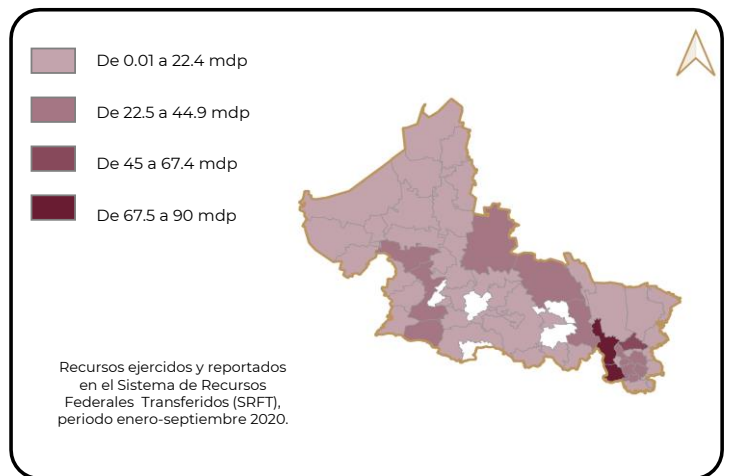 De 0.01 a 22.4 mdp
De 22.5 a 44.9 mdp
De 45 a 67.4 mdp
De 67.5 a 90 mdp
Recursos ejercidos y reportados
en el Sistema de Recursos
Federales Transferidos (SRFT),
periodo enero-septiembre 2020.